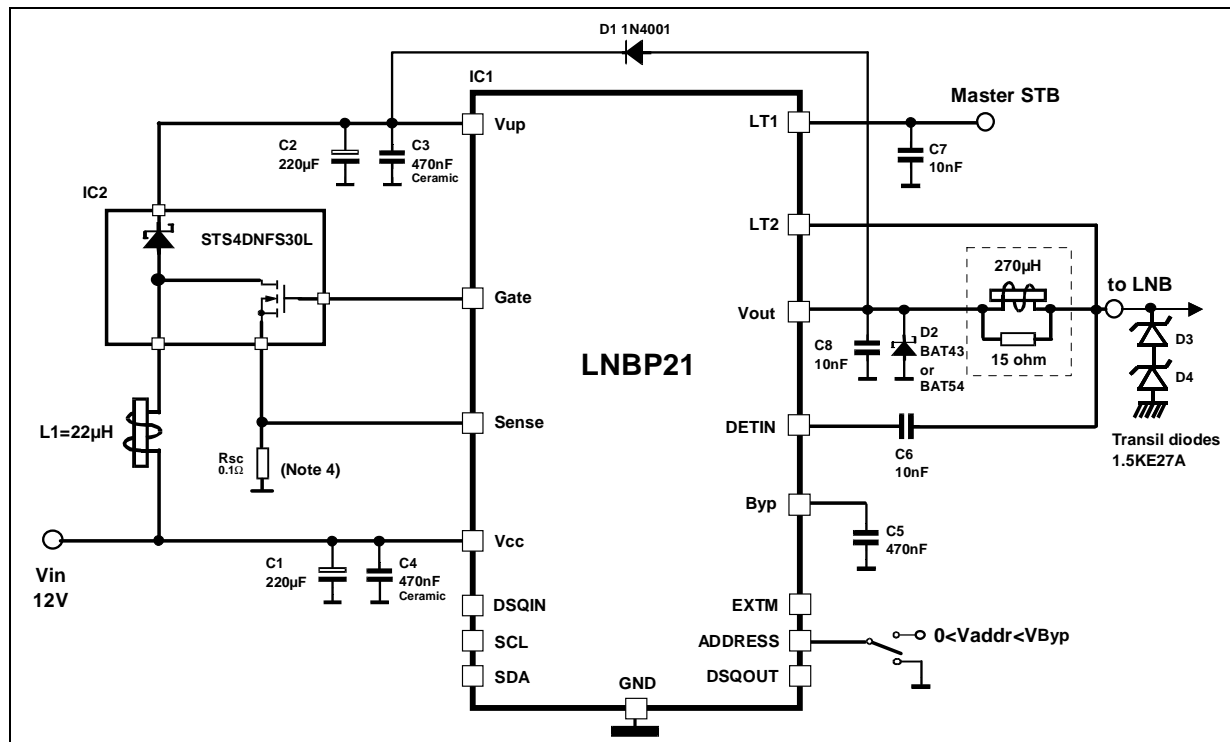 D1 1N4001
IC1
Master STB
Vup
LT1
C2
220µF
C3
470nF
Ceramic
C7
10nF
IC2
STS4DNFS30L
LT2
270µH
to LNB
Gate
Vout
15 ohm
C8
10nF
D2
BAT43
or
BAT54
D3
D4
LNBP21
L1=22µH
Sense
DETIN
Rsc
0.1Ω
(Note 4)
C6
10nF
Transil diodes
1.5KE27A
Byp
C5
470nF
Vcc
Vin
12V
C1
220µF
C4
470nF
Ceramic
DSQIN
EXTM
SCL
ADDRESS
0<Vaddr<VByp
SDA
DSQOUT
GND